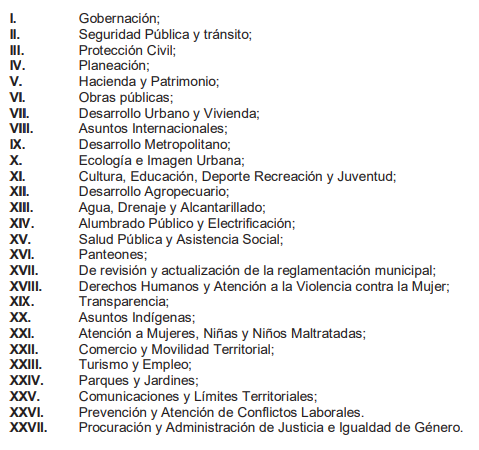 I. Gobernación;
II. Seguridad Pública y tránsito;
III. Protección Civil;
IV. Planeación;
V. Hacienda y Patrimonio;
VI. Obras públicas;
VII. Desarrollo Urbano y Vivienda;
VIII. Asuntos Internacionales;
IX. Desarrollo Metropolitano;
X. Ecología e Imagen Urbana;
XI. Cultura, Educación, Deporte Recreación y Juventud;
XII. Desarrollo Agropecuario;
XIII. Agua, Drenaje y Alcantarillado;
XIV. Alumbrado Público y Electrificación;
XV. Salud Pública y Asistencia Social;
XVI. Panteones;
XVII. De revisión y actualización de la reglamentación municipal;
XVIII. Derechos Humanos y Atención a la Violencia contra la Mujer;
XIX. Transparencia;
XX. Asuntos Indígenas;
XXI. Atención a Mujeres, Niñas y Niños Maltratadas;
XXII. Comercio y Movilidad Territorial;
XXIII. Turismo y Empleo;
XXIV. Parques y Jardines;
XXV. Comunicaciones y Límites Territoriales;
XXVI. Prevención y Atención de Conflictos Laborales.
XXVII. Procuración y Administración de Justicia e Igualdad de Género.